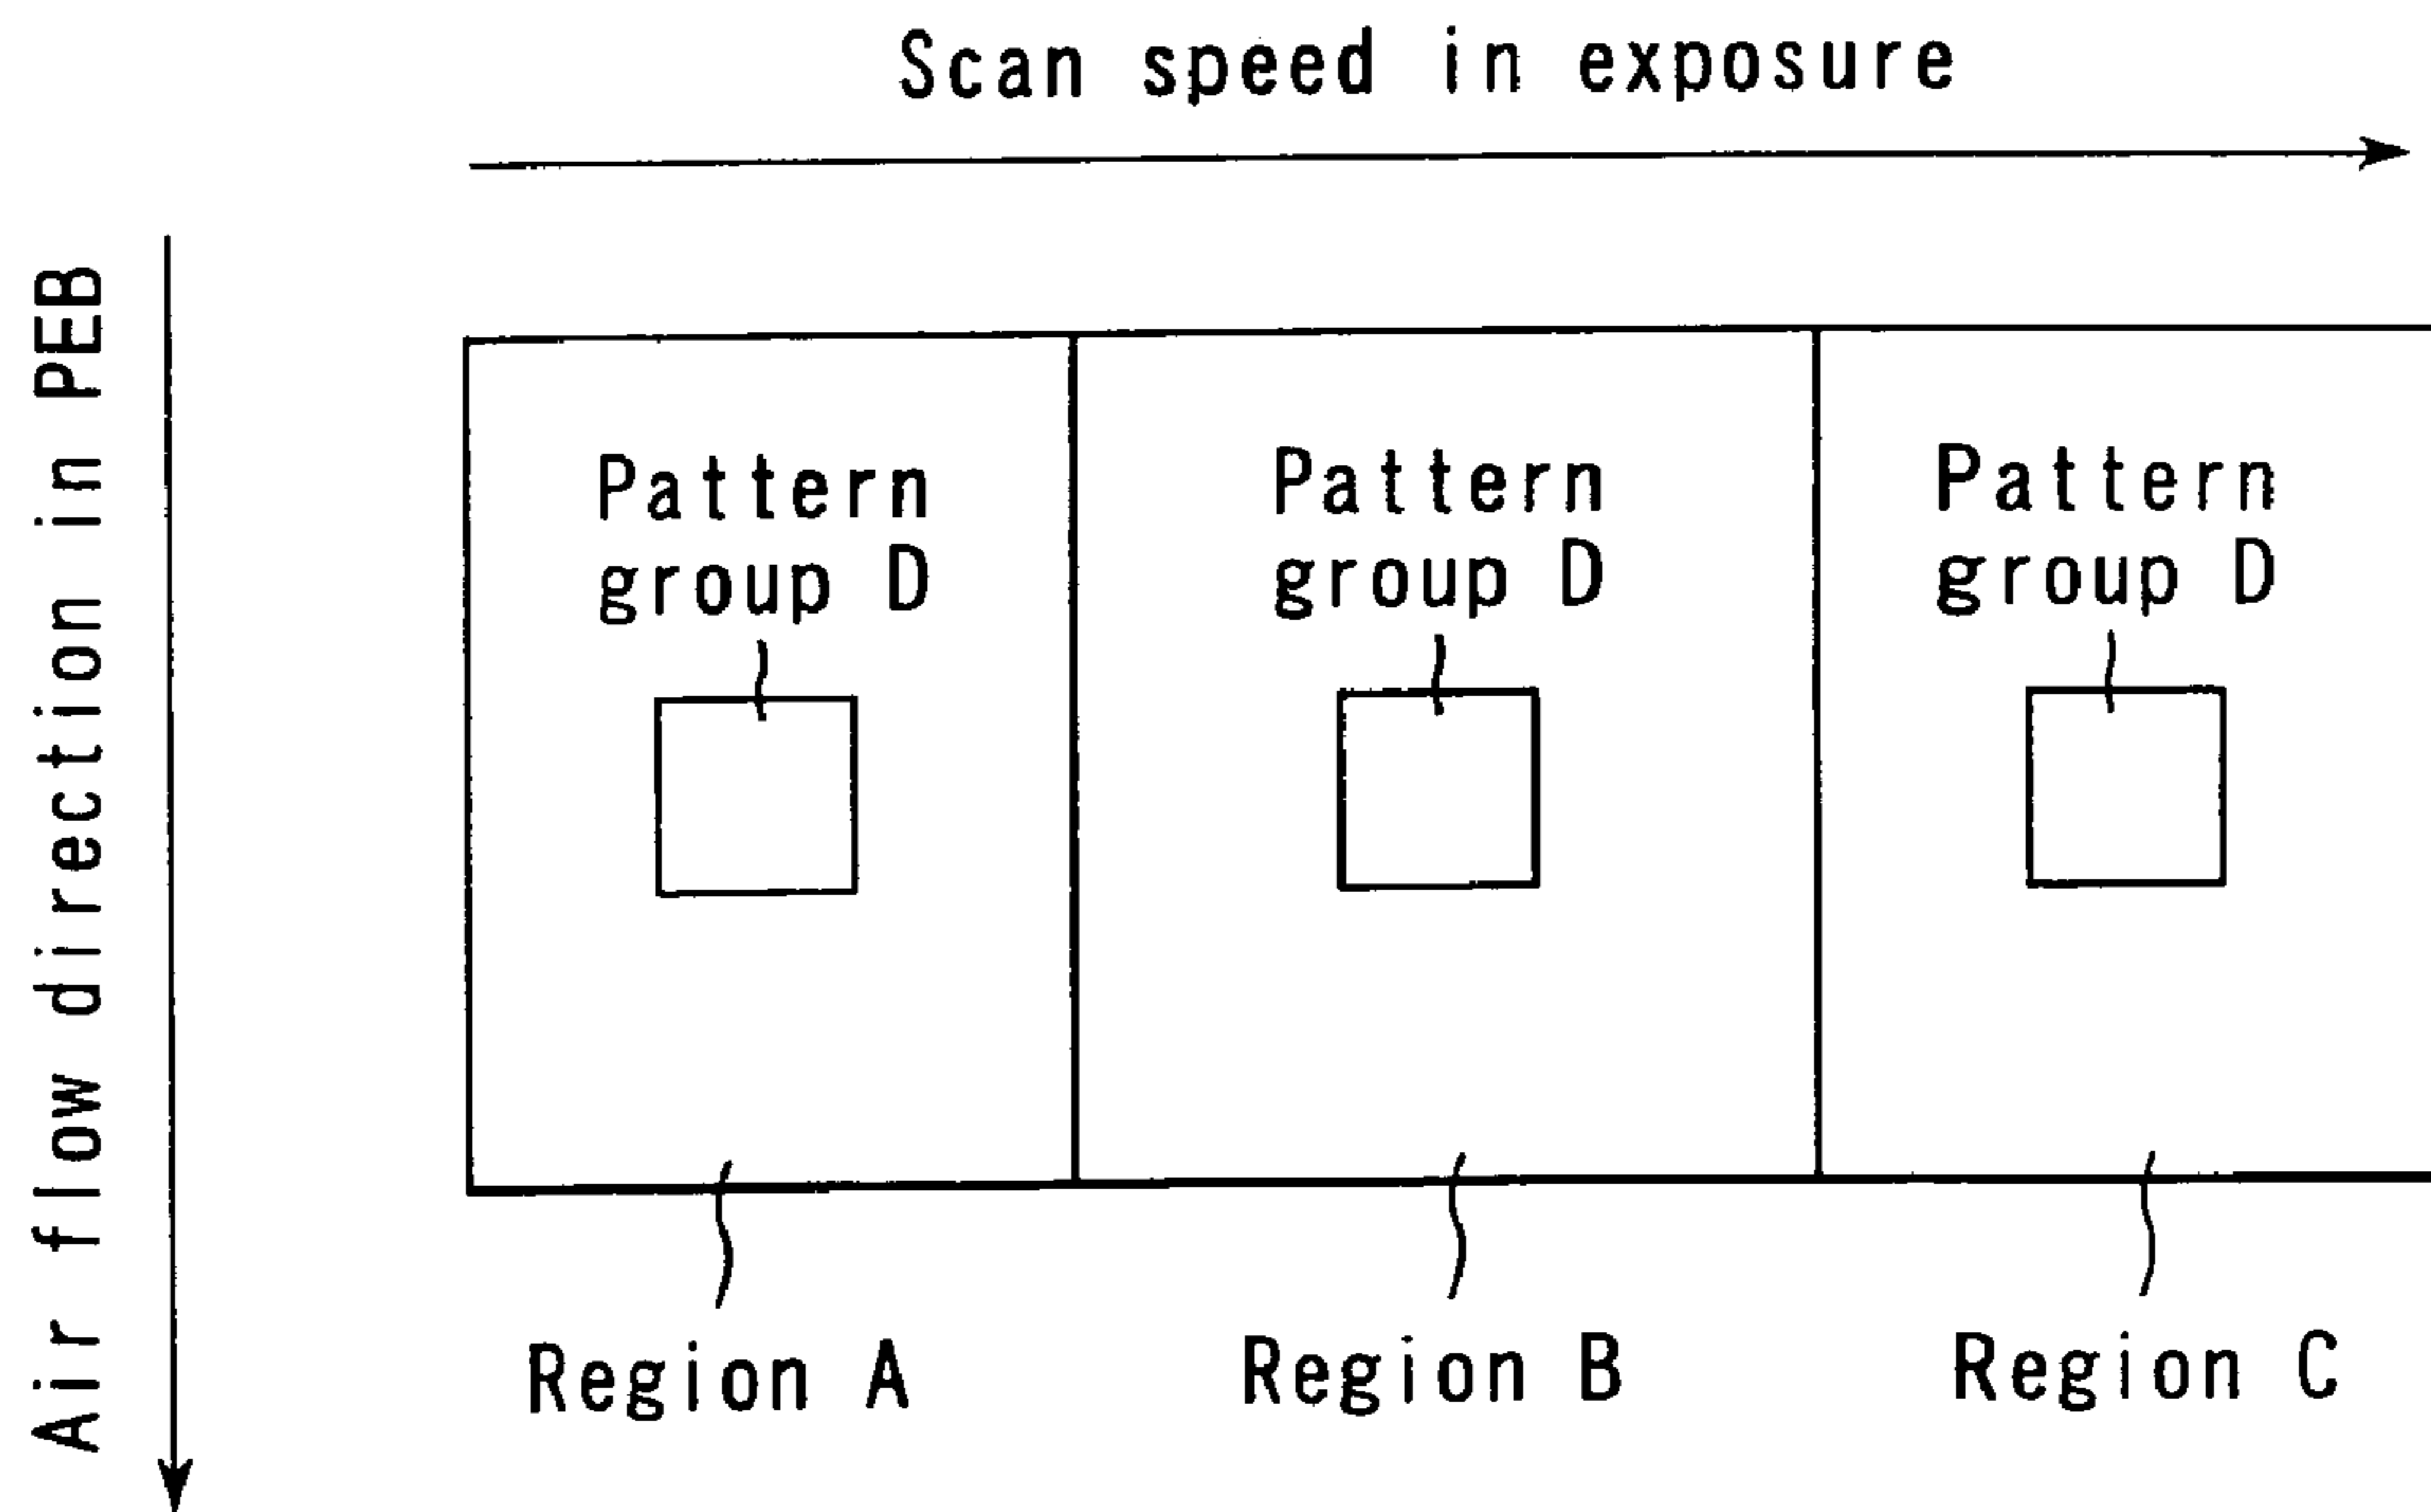 Scan speed in exposure
Air flow direction in PEB
Pattern
group D
Pattern
group D
Pattern
group D
Region A
Region B
Region C